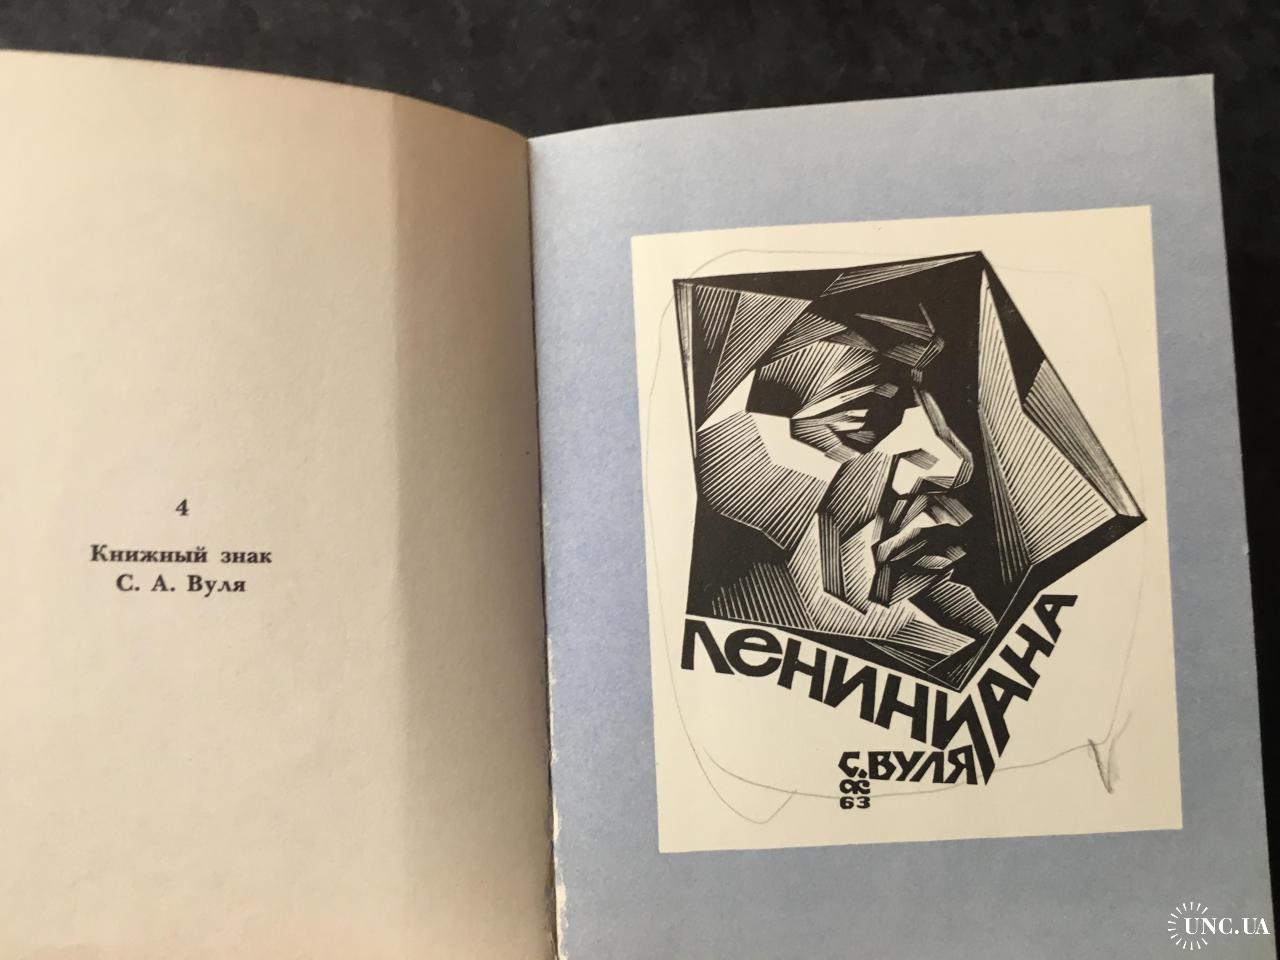 4
Книжный знак
С. А. Вуля
ЛЕНИНИАНА
С. ВУЛЯ
63
UNC.UA